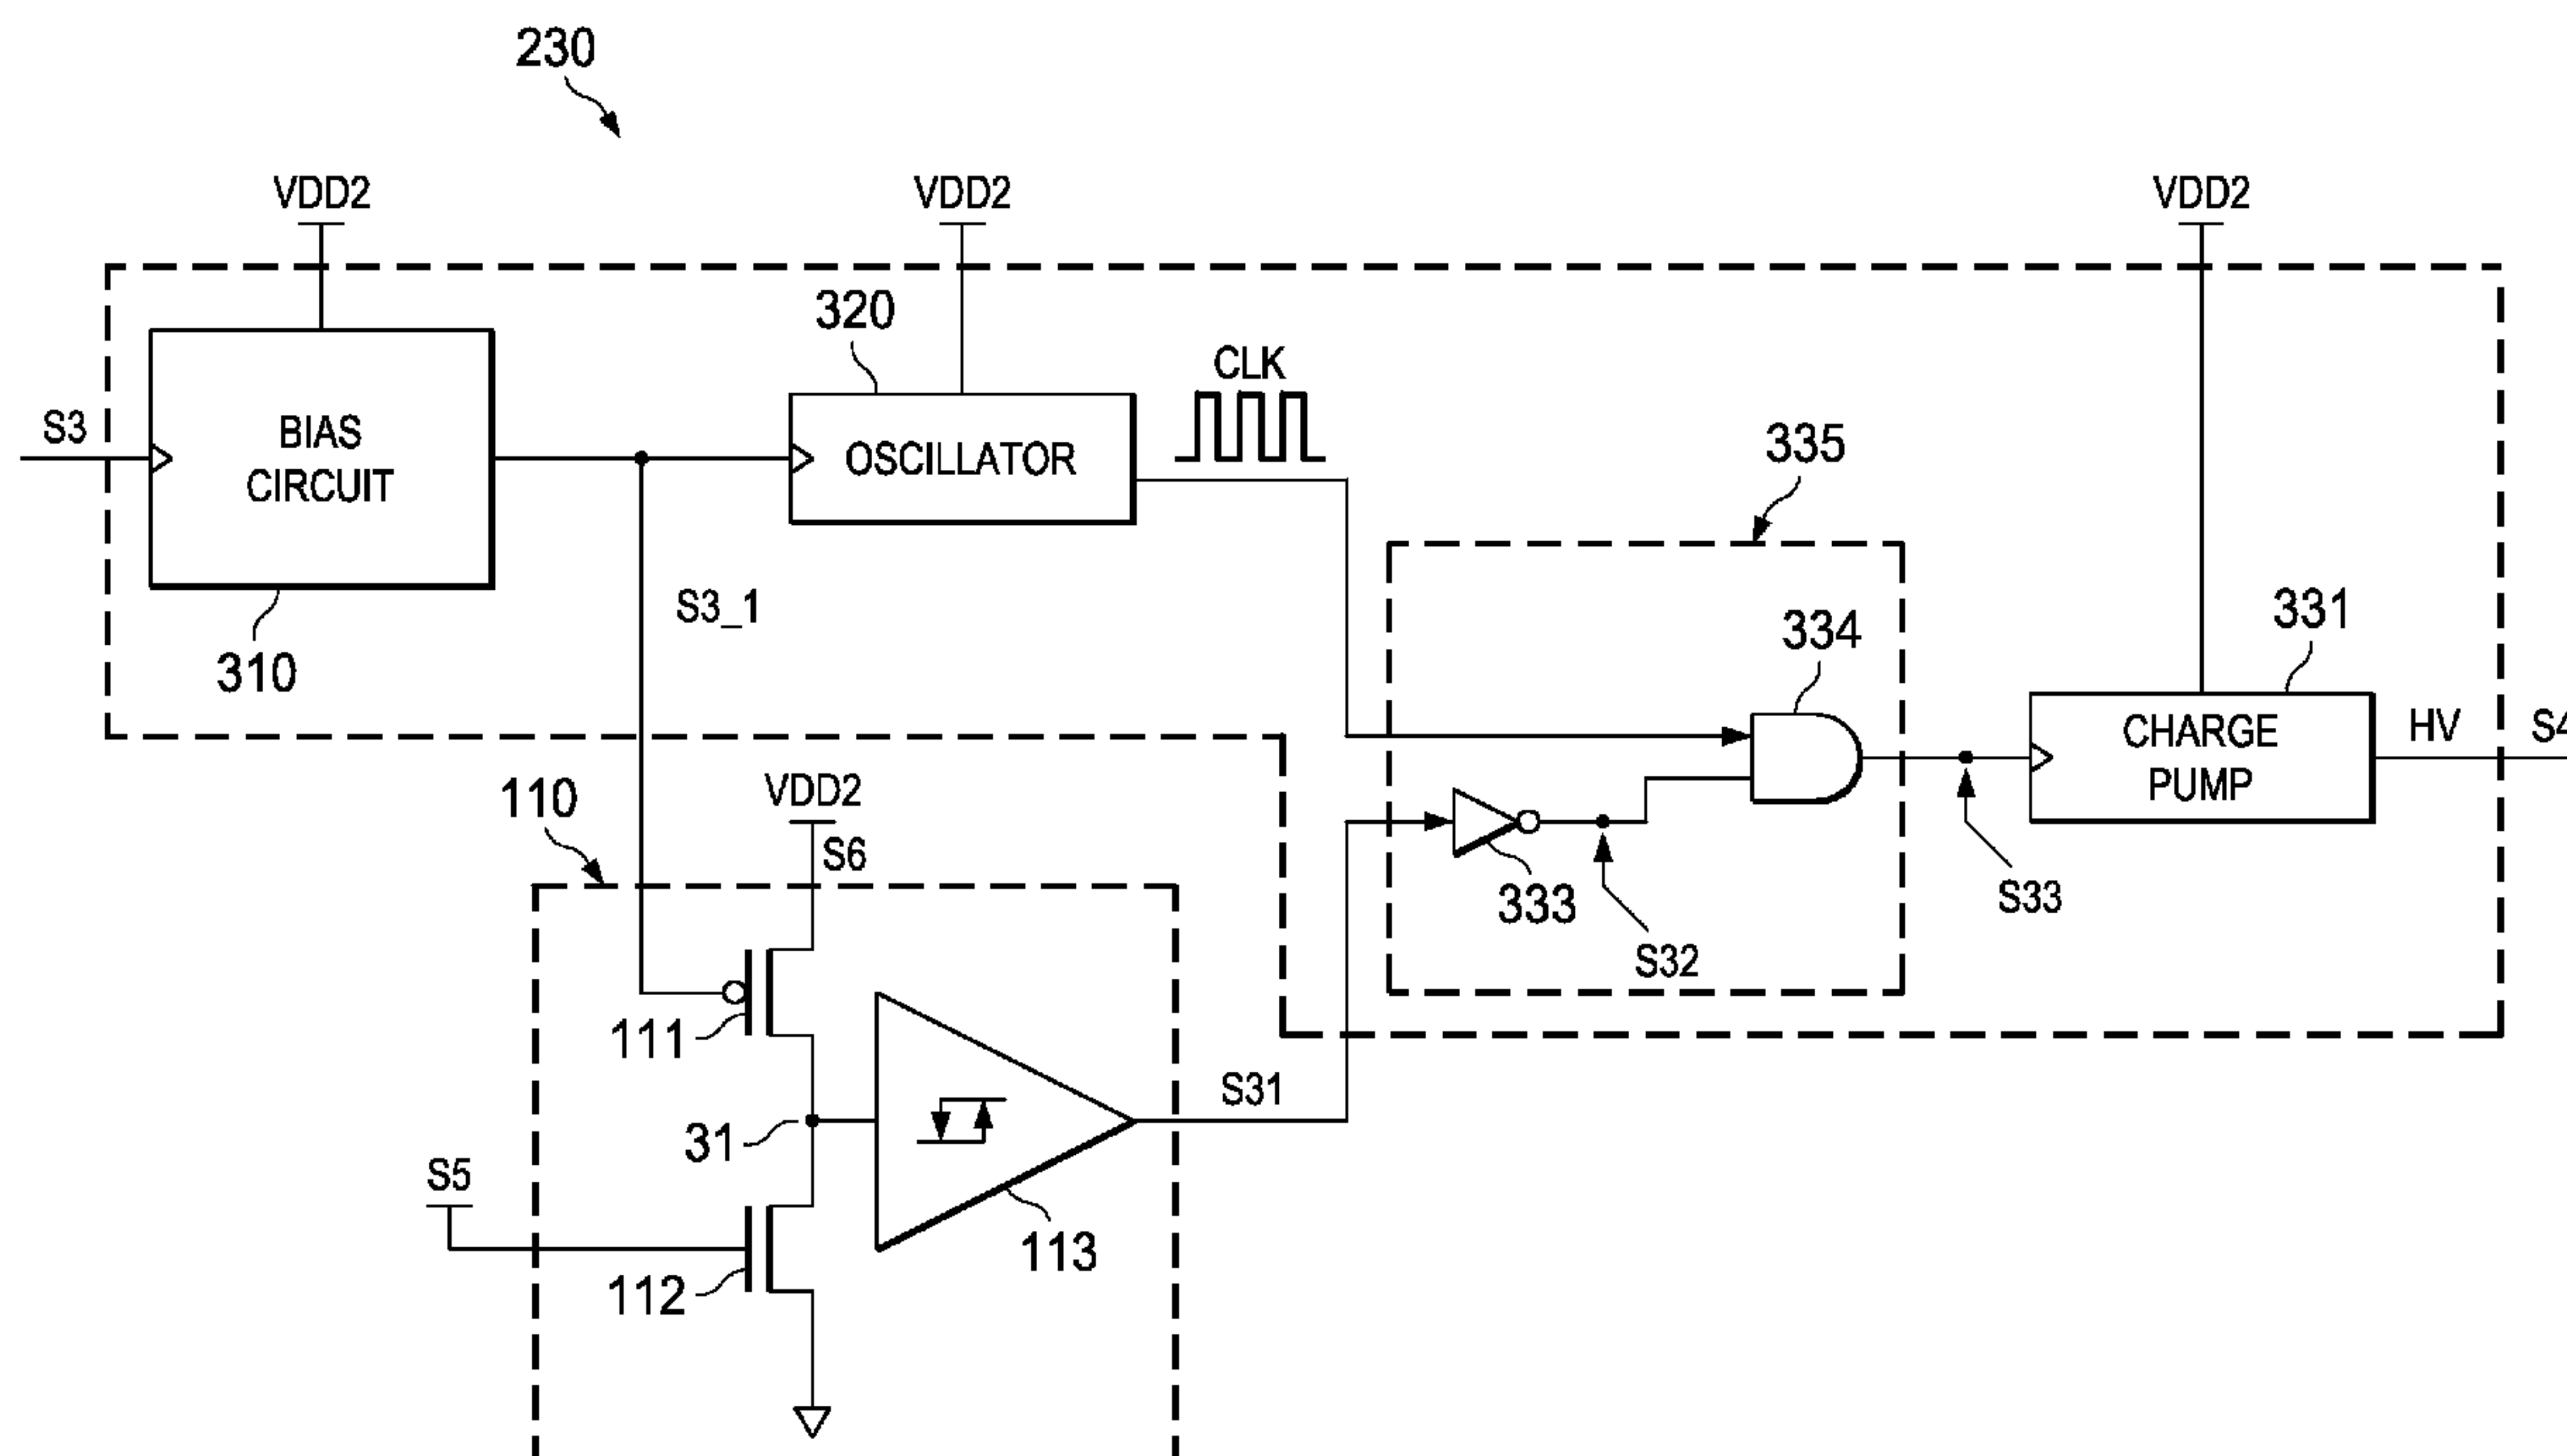 230
VDD2
VDD2
VDD2
320
CLK
S3
BIAS
CIRCUIT
OSCILLATOR
335
S3_1
334
331
310
CHARGE
PUMP
HV
S4
110
VDD2
S6
333
S33
S32
111
S31
31
S5
113
112